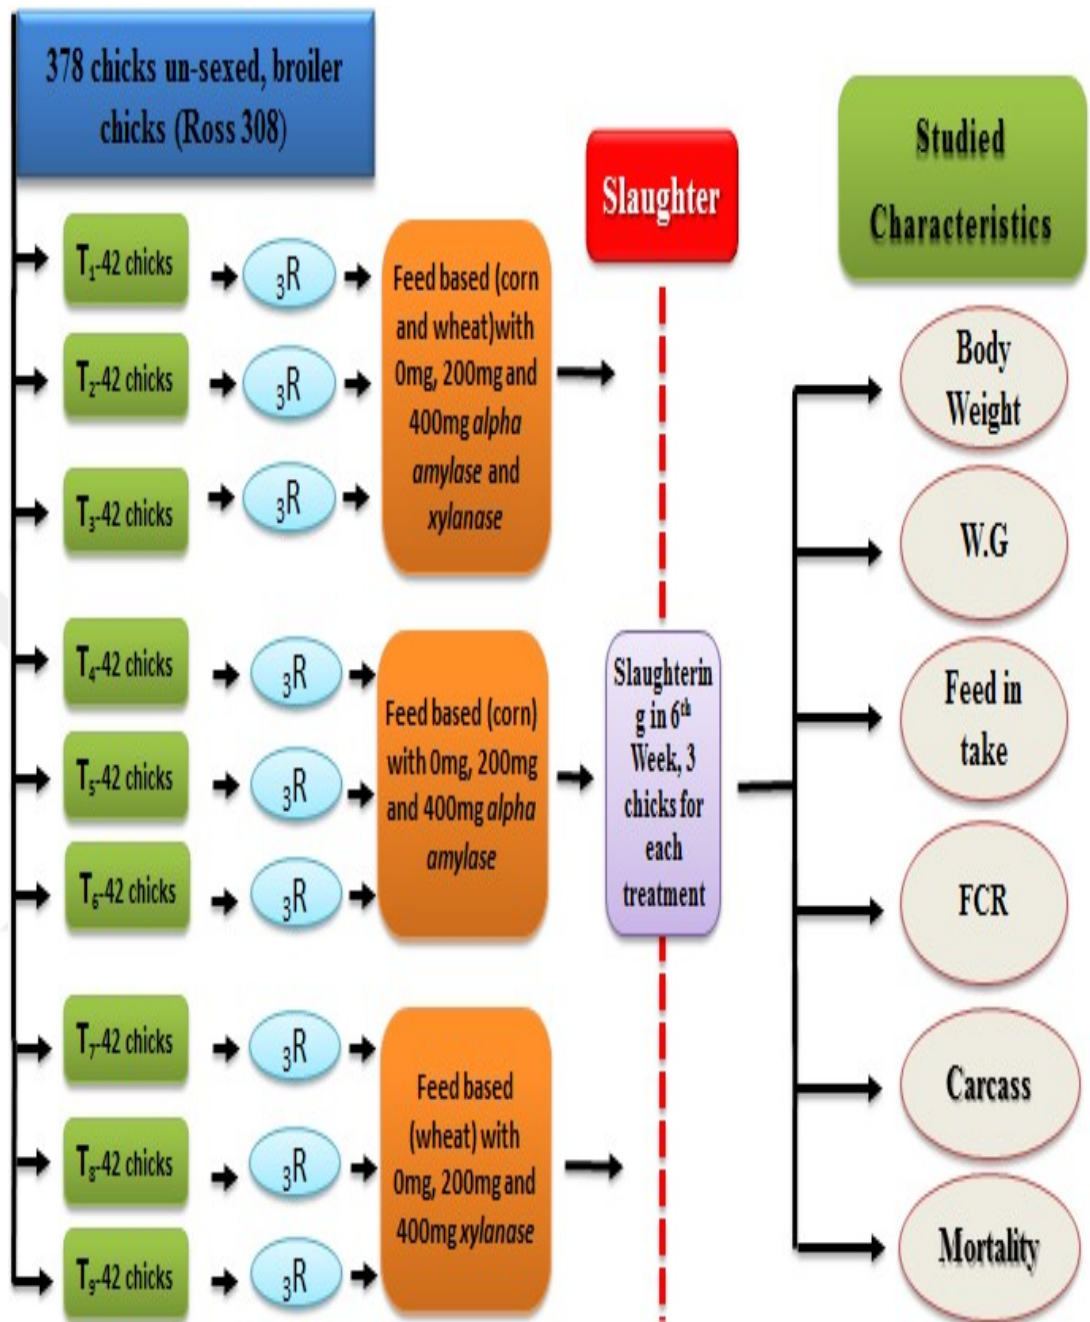 378 chicks un-sexed, broiler
chicks (Ross 308)
T1-42 chicks
3R
T2-42 chicks
3R
T3-42 chicks
3R
Feed based (corn
and wheat)with
0mg, 200mg and
400mg alpha
amylase and
xylanase
T4-42 chicks
3R
T5-42 chicks
3R
T6-42 chicks
3R
Feed based (corn)
with 0mg, 200mg
and 400mg alpha
amylase
T7-42 chicks
3R
T8-42 chicks
3R
T9-42 chicks
3R
Feed based
(wheat) with
0mg, 200mg and
400mg xylanase
Slaughter
Slaughterin
g in 6th
Week, 3
chicks for
each
treatment
Studied
Characteristics
Body
Weight
W.G
Feed in
take
FCR
Carcass
Mortality